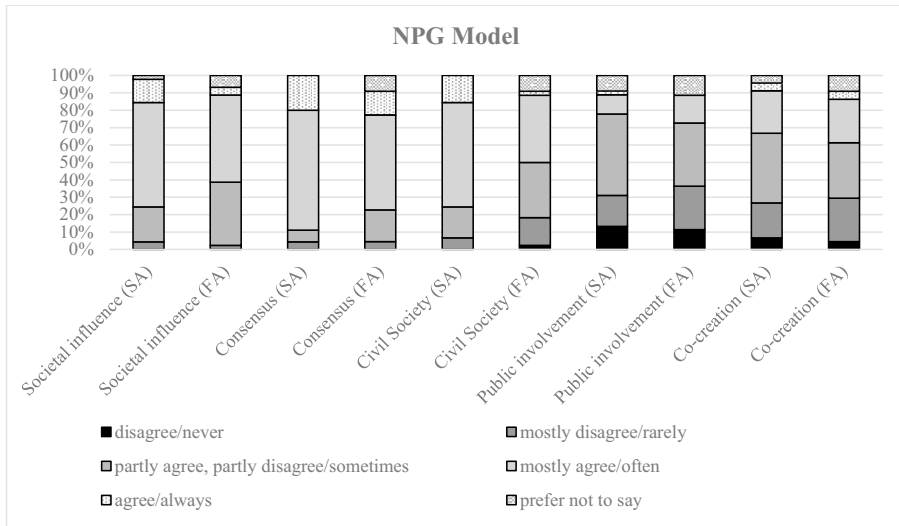 NPG Model
100%
90%
80%
70%
60%
50%
40%
30%
20%
10%
0%
Societal influence (SA)
Societal influence (FA)
Consensus (SA)
Consensus (FA)
Civil Society (SA)
Civil Society (FA)
Public involvement (SA)
Public involvement (FA)
Co-creation (SA)
Co-creation (FA)
disagree/never
mostly disagree/rarely
partly agree, partly disagree/sometimes
mostly agree/often
agree/always
prefer not to say